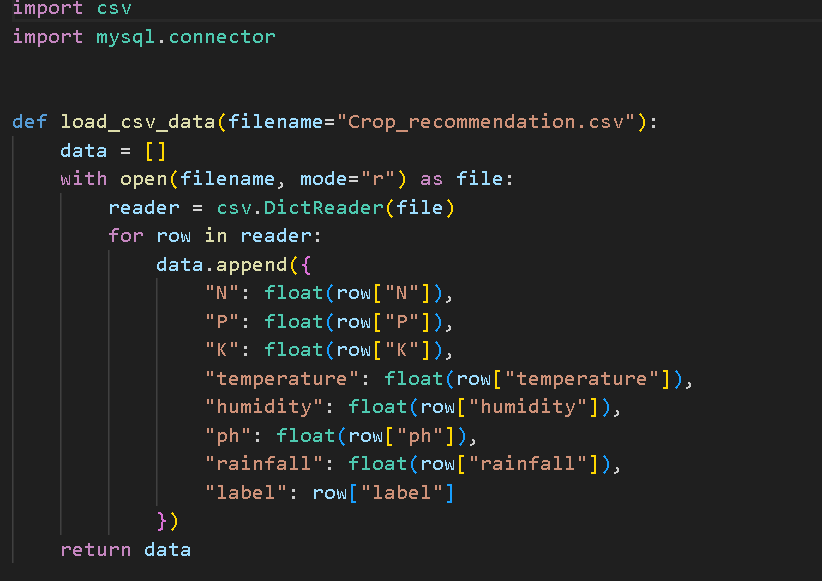 import csv
import mysql.connector
def load_csv_data(filename="Crop_recommendation.csv"):
    data = []
    with open(filename, mode="r") as file:
        reader = csv.DictReader(file)
        for row in reader:
            data.append({
                "N": float(row["N"]),
                "P": float(row["P"]),
                "K": float(row["K"]),
                "temperature": float(row["temperature"]),
                "humidity": float(row["humidity"]),
                "ph": float(row["ph"]),
                "rainfall": float(row["rainfall"]),
                "label": row["label"]
            })
    return data